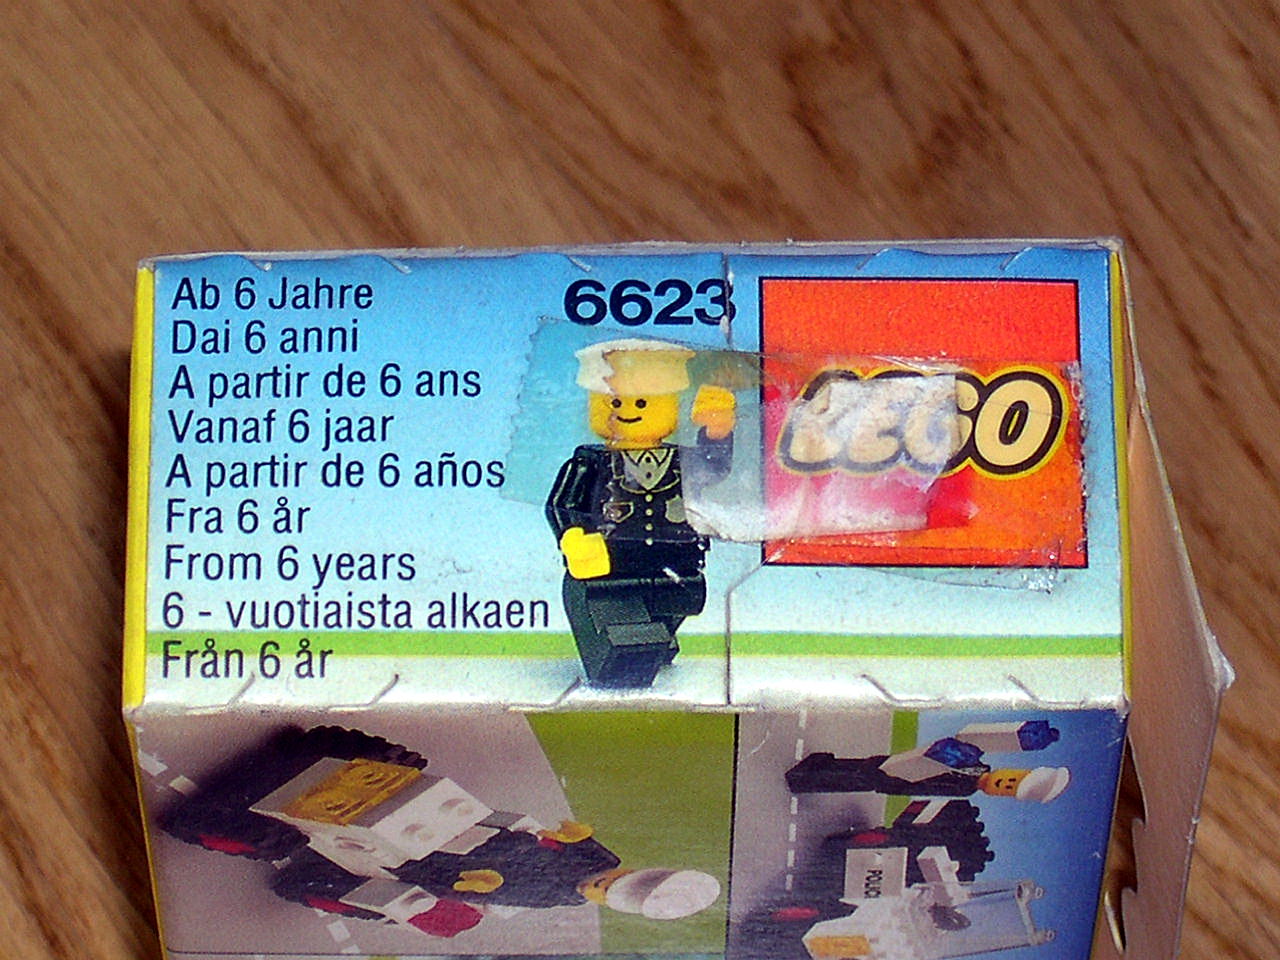 Ab 6 Jahre
Dai 6 anni
A partir de 6 ans
Vanaf 6 jaar
A partir de 6 años
Fra 6 år
From 6 years
6 - vuotiaista alkaen
Från 6 år
6623
LEGO
POLICE